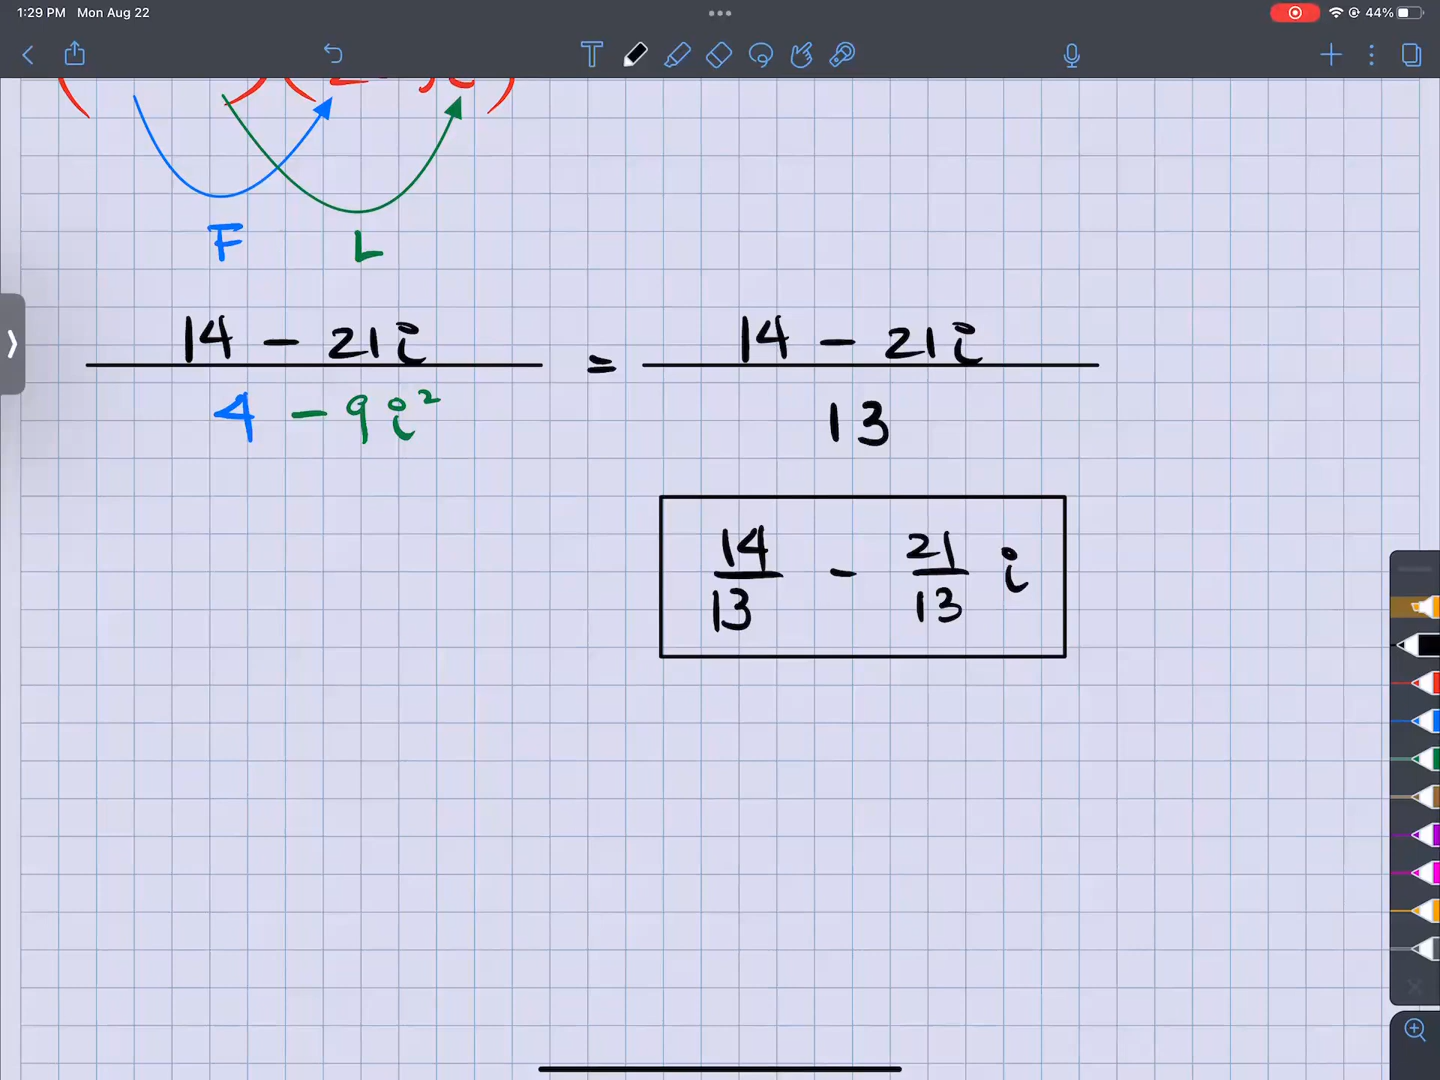 1:29 PM Mon Aug 22
44%
F L
14 - 21i / 4 - 9i² = 14 - 21i / 13
14/13 - 21/13 i